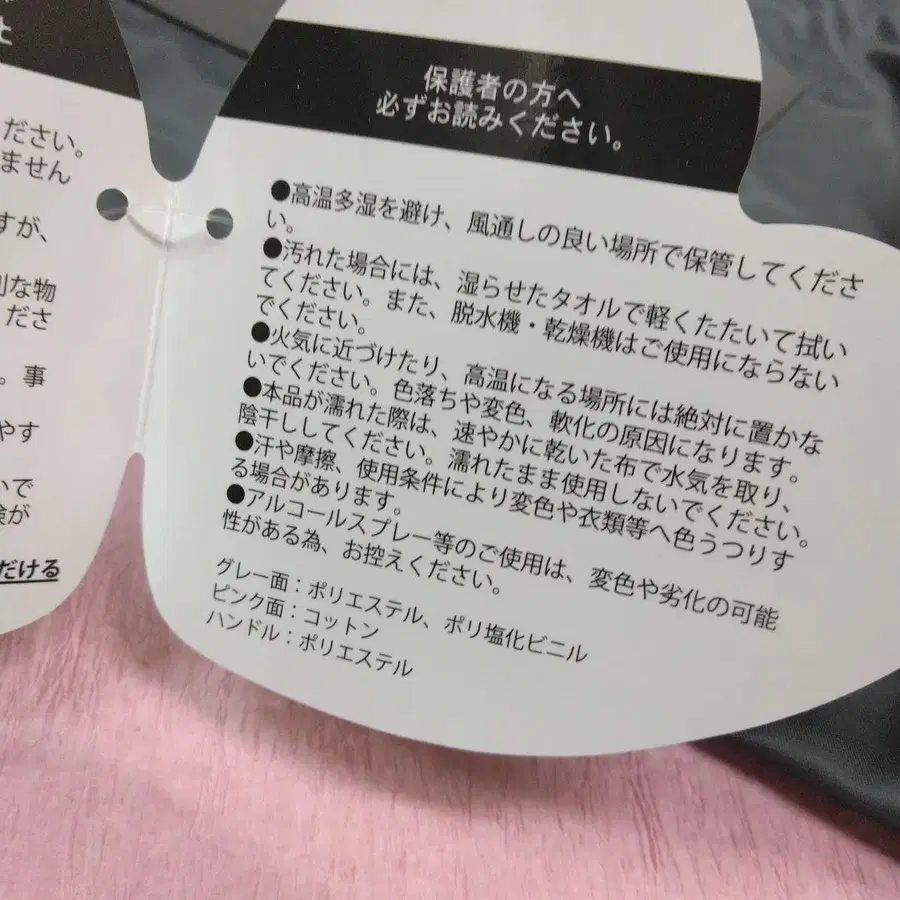 ださい。
ません
すが、
な物
ださ
。事
やす
いで
が
だける
保護者の方へ
必ずお読みください。
●高温多湿を避け、風通しの良い場所で保管してくださ
い。
●汚れた場合には、湿らせたタオルで軽くたたいて拭い
てください。また、脱水機・乾燥機はご使用にならない
でください。
●火気に近づけたり、高温になる場所には絶対に置かな
いでください。色落ちや変色、軟化の原因になります。
●本品が濡れた際は、速やかに乾いた布で水気を取り、
陰干ししてください。濡れたまま使用しないでください。
●汗や摩擦、使用条件により変色や衣類等へ色うつりす
る場合があります。
●アルコールスプレー等のご使用は、変色や劣化の可能
性がある為、お控えください。
グレー面：ポリエステル、ポリ塩化ビニル
ピンク面：コットン
ハンドル：ポリエステル